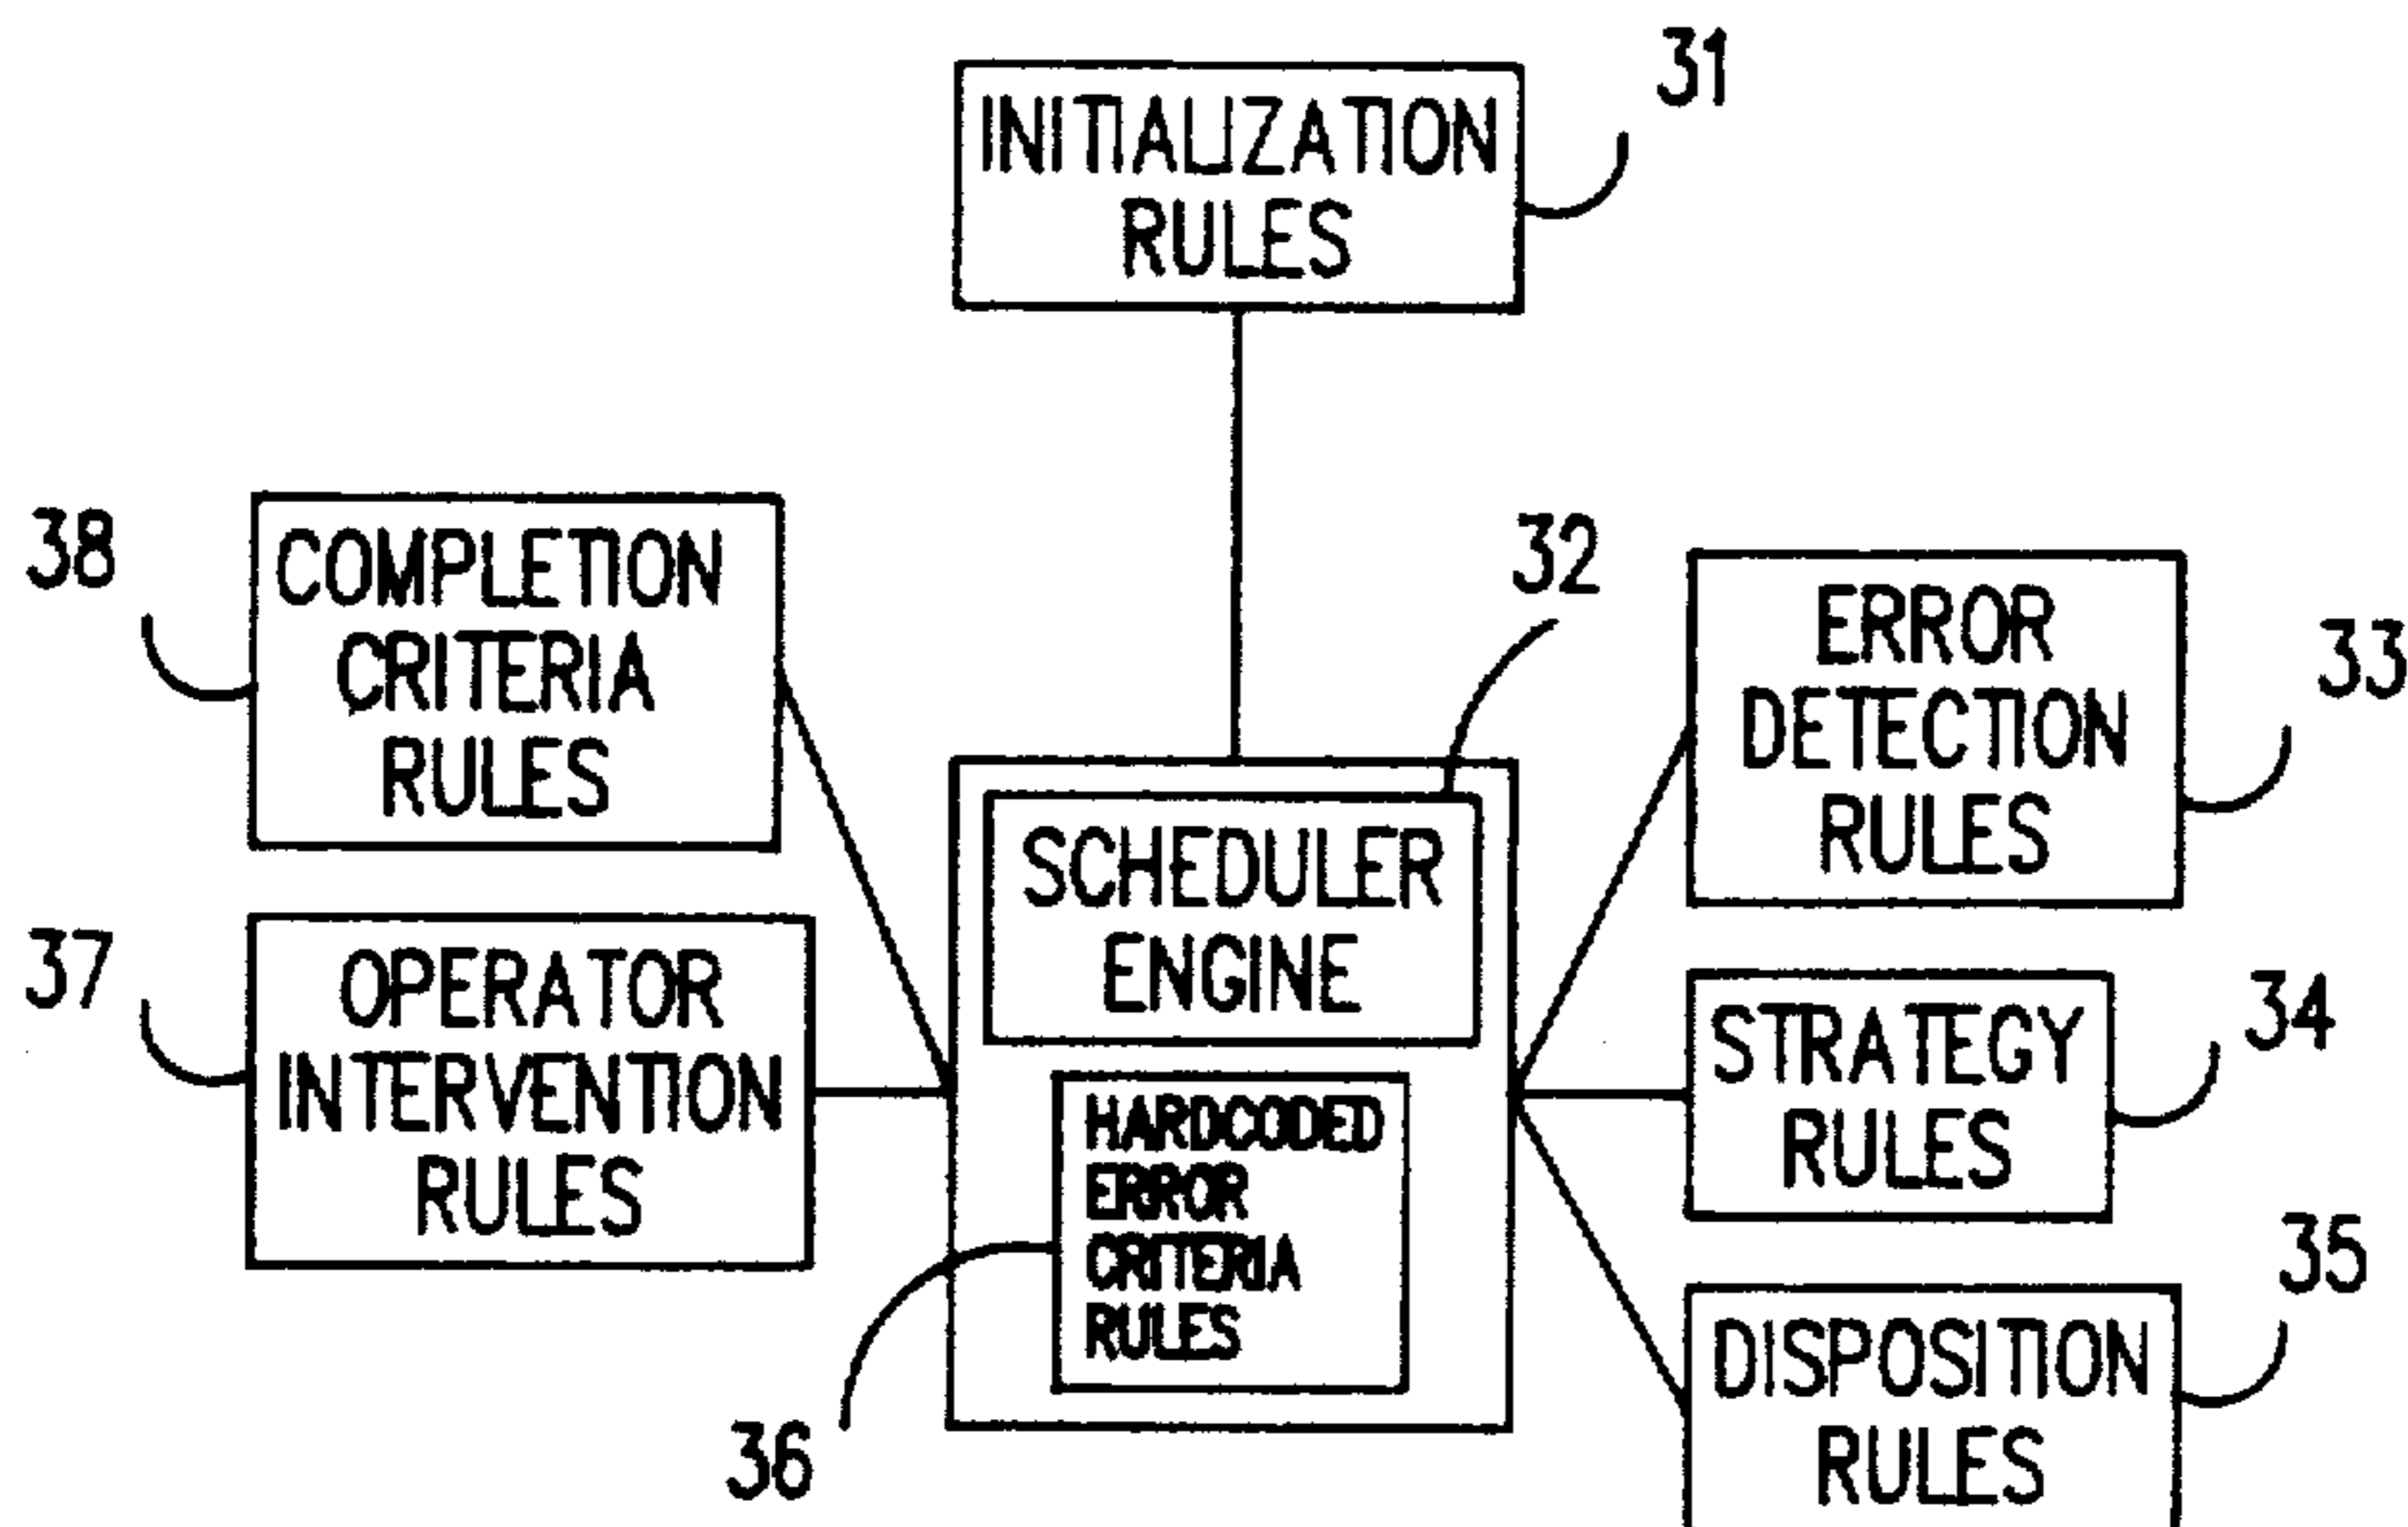 31
INITIALIZATION
RULES
38
COMPLETION
CRITERIA
RULES
32
SCHEDULER
ENGINE
33
ERROR
DETECTION
RULES
37
OPERATOR
INTERVENTION
RULES
36
HARDCODED
ERROR
CRITERIA
RULES
34
STRATEGY
RULES
35
DISPOSITION
RULES